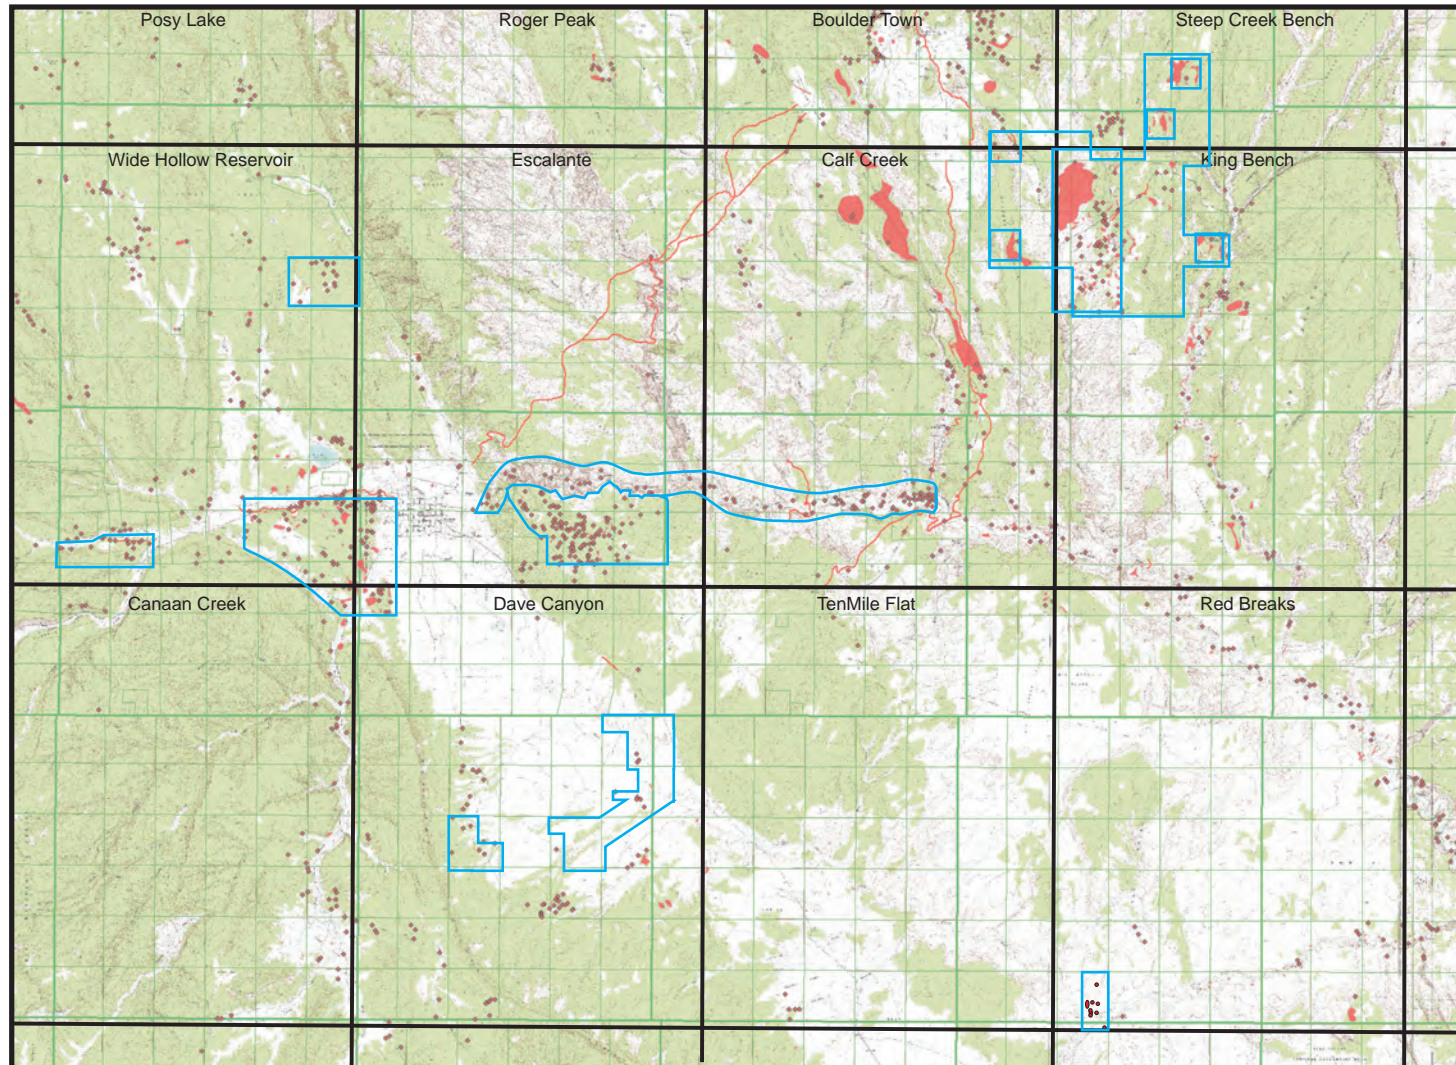 Posy Lake
Roger Peak
Boulder Town
Steep Creek Bench
Wide Hollow Reservoir
Escalante
Calf Creek
King Bench
Canaan Creek
Dave Canyon
TenMile Flat
Red Breaks